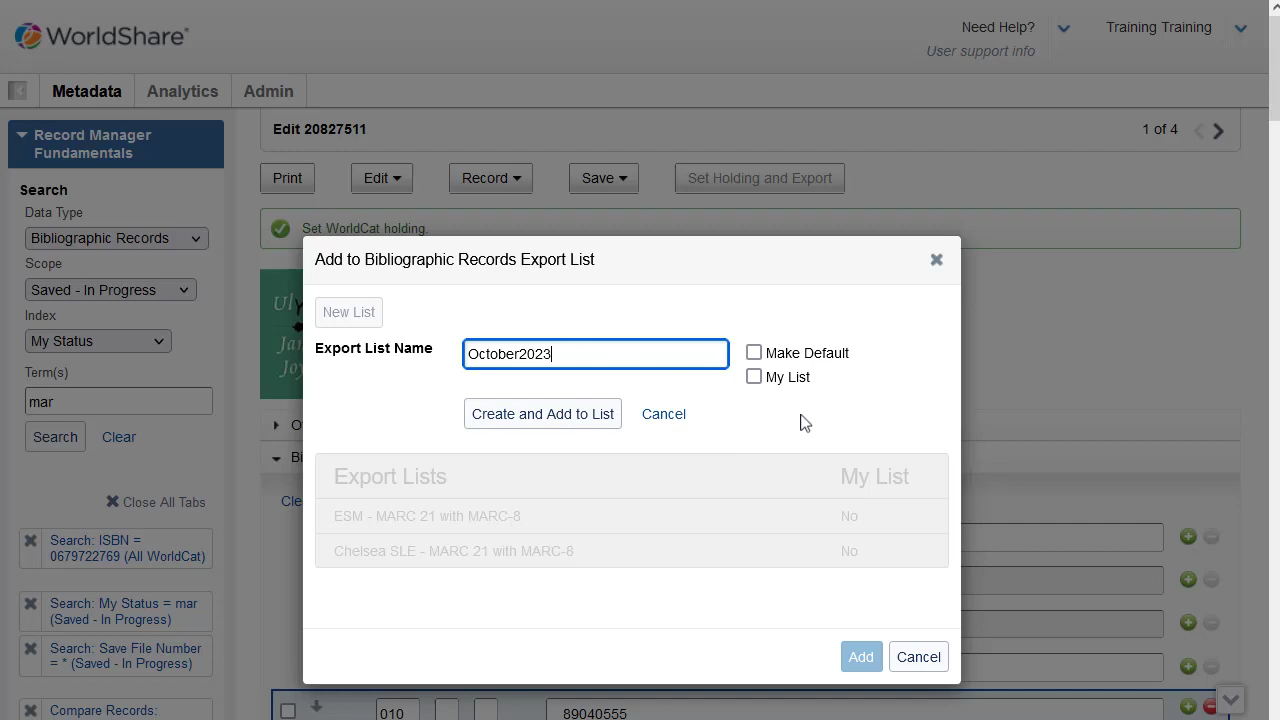 WorldShare®
Need Help?
Training Training
User support info
Metadata
Analytics
Admin
Record Manager
Fundamentals
Search
Data Type
Bibliographic Records
Scope
Saved - In Progress
Index
My Status
Term(s)
mar
Search
Clear
Close All Tabs
Search: ISBN =
0679722769 (All WorldCat)
Search: My Status = mar
(Saved - In Progress)
Search: Save File Number
= * (Saved - In Progress)
Compare Records:
Edit 20827511
1 of 4
Print
Edit
Record
Save
Set Holding and Export
Set WorldCat holding.
Add to Bibliographic Records Export List
New List
Export List Name
October2023
Make Default
My List
Create and Add to List
Cancel
Export Lists
My List
ESM - MARC 21 with MARC-8
No
Chelsea SLE - MARC 21 with MARC-8
No
Add
Cancel
010
89040555